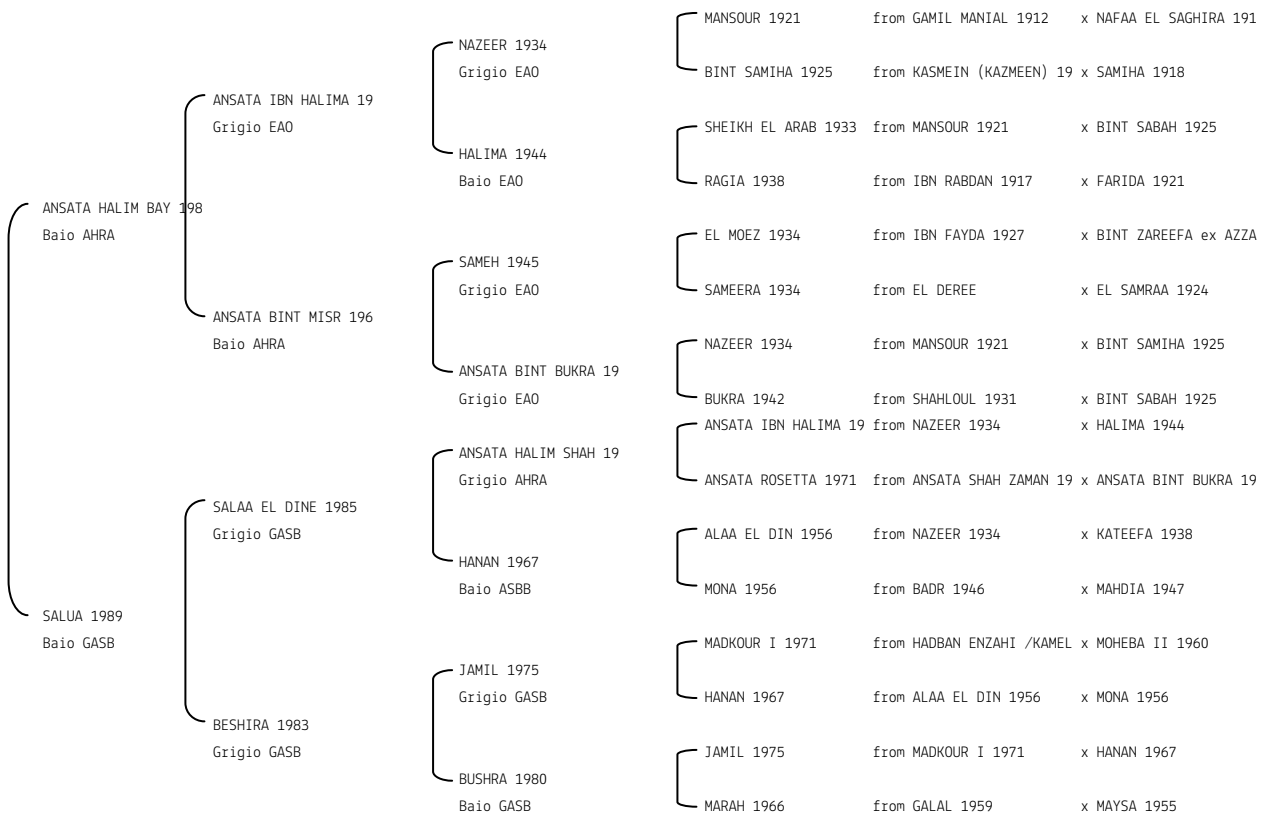 MANSOUR 1921 from GAMIL MANIAL 1912 x NAFAA EL SAGHIRA 191
NAZEER 1934
Grigio EAO BINT SAMIHA 1925 from KASMEIN (KAZMEEN) 19 x SAMIHA 1918
ANSATA IBN HALIMA 19
Grigio EAO SHEIKH EL ARAB 1933 from MANSOUR 1921 x BINT SABAH 1925
HALIMA 1944
Baio EAO RAGIA 1938 from IBN RABDAN 1917 x FARIDA 1921
ANSATA HALIM BAY 198
Baio AHRA EL MOEZ 1934 from IBN FAYDA 1927 x BINT ZAREEFA ex AZZA
SAMEH 1945
Grigio EAO SAMEERA 1934 from EL DEREE x EL SAMRAA 1924
ANSATA BINT MISR 196
Baio AHRA NAZEER 1934 from MANSOUR 1921 x BINT SAMIHA 1925
ANSATA BINT BUKRA 19
Grigio EAO BUKRA 1942 from SHAHLOUL 1931 x BINT SABAH 1925
ANSATA IBN HALIMA 19 from NAZEER 1934 x HALIMA 1944
ANSATA HALIM SHAH 19
Grigio AHRA ANSATA ROSETTA 1971 from ANSATA SHAH ZAMAN 19 x ANSATA BINT BUKRA 19
SALAA EL DINE 1985
Grigio GASB ALAA EL DIN 1956 from NAZEER 1934 x KATEEFA 1938
HANAN 1967
Baio ASBB MONA 1956 from BADR 1946 x MAHDIA 1947
SALUA 1989
Baio GASB MADKOUR I 1971 from HADBAN ENZAHI /KAMEL x MOHEBA II 1960
JAMIL 1975
Grigio GASB HANAN 1967 from ALAA EL DIN 1956 x MONA 1956
BESHIRA 1983
Grigio GASB JAMIL 1975 from MADKOUR I 1971 x HANAN 1967
BUSHRA 1980
Baio GASB MARAH 1966 from GALAL 1959 x MAYSA 1955